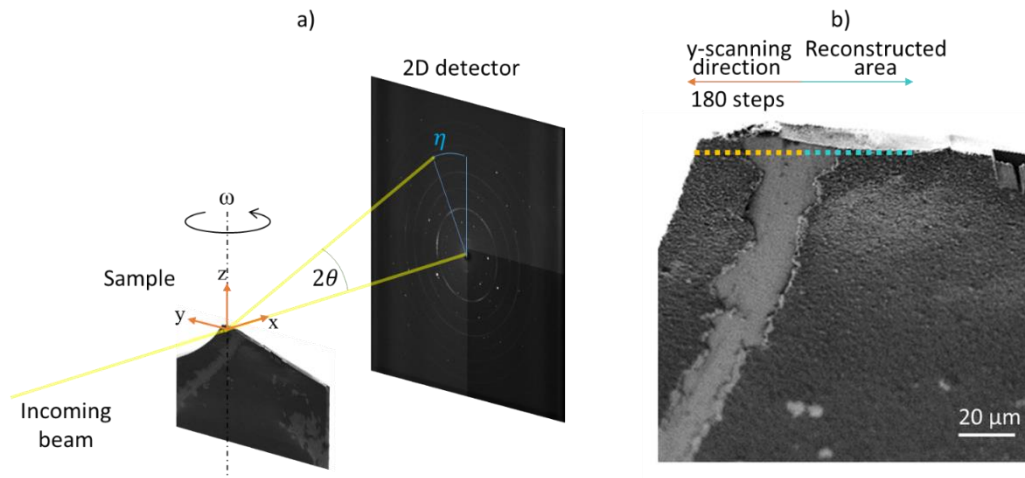 a)
2D detector
η
ω
Sample
z
2θ
y
x
Incoming
beam
b)
y-scanning
direction
Reconstructed
area
180 steps
20 μm